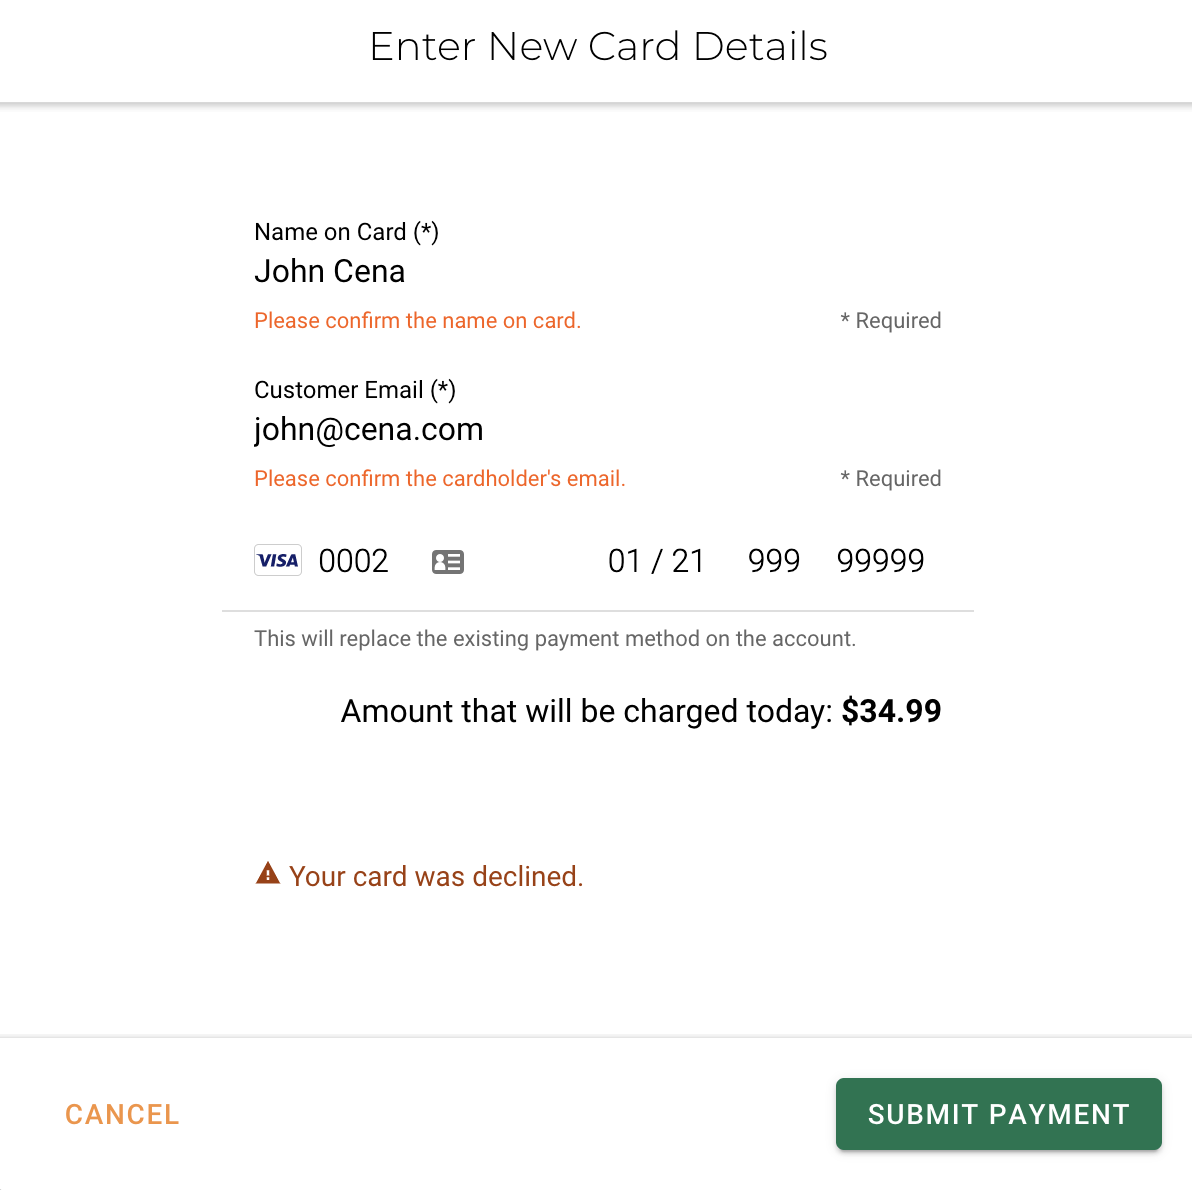 Enter New Card Details
Name on Card (*)
John Cena
Please confirm the name on card. * Required
Customer Email (*)
john@cena.com
Please confirm the cardholder's email. * Required
VISA 0002 01 / 21 999 99999
This will replace the existing payment method on the account.
Amount that will be charged today: $34.99
Your card was declined.
CANCEL SUBMIT PAYMENT